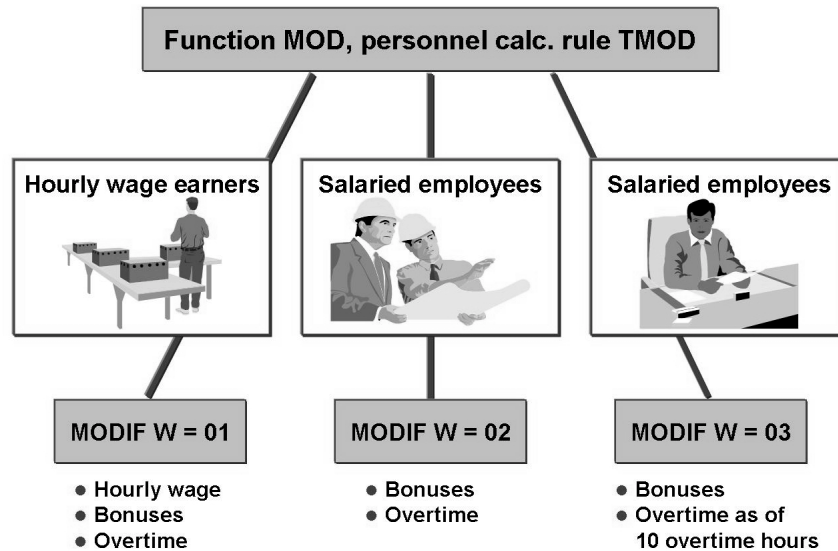 Function MOD, personnel calc. rule TMOD
Hourly wage earners
Salaried employees
Salaried employees
MODIF W = 01
MODIF W = 02
MODIF W = 03
● Hourly wage
● Bonuses
● Overtime
● Bonuses
● Overtime
● Bonuses
● Overtime as of
10 overtime hours